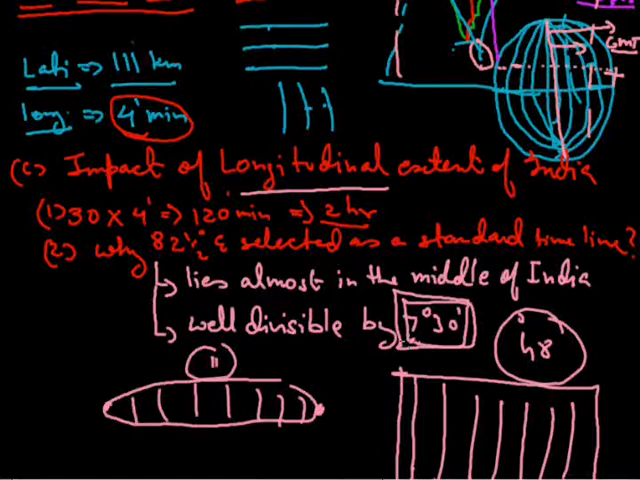 Lati => 111 km
long. => 4' min
GMT
(c) Impact of Longitudinal extent of India
(1) 30 x 4' => 120 min => 2 hr
(2) why 82½ E selected as a standard time line?
↳ lies almost in the middle of India
↳ well divisible by 7°30'
11
48